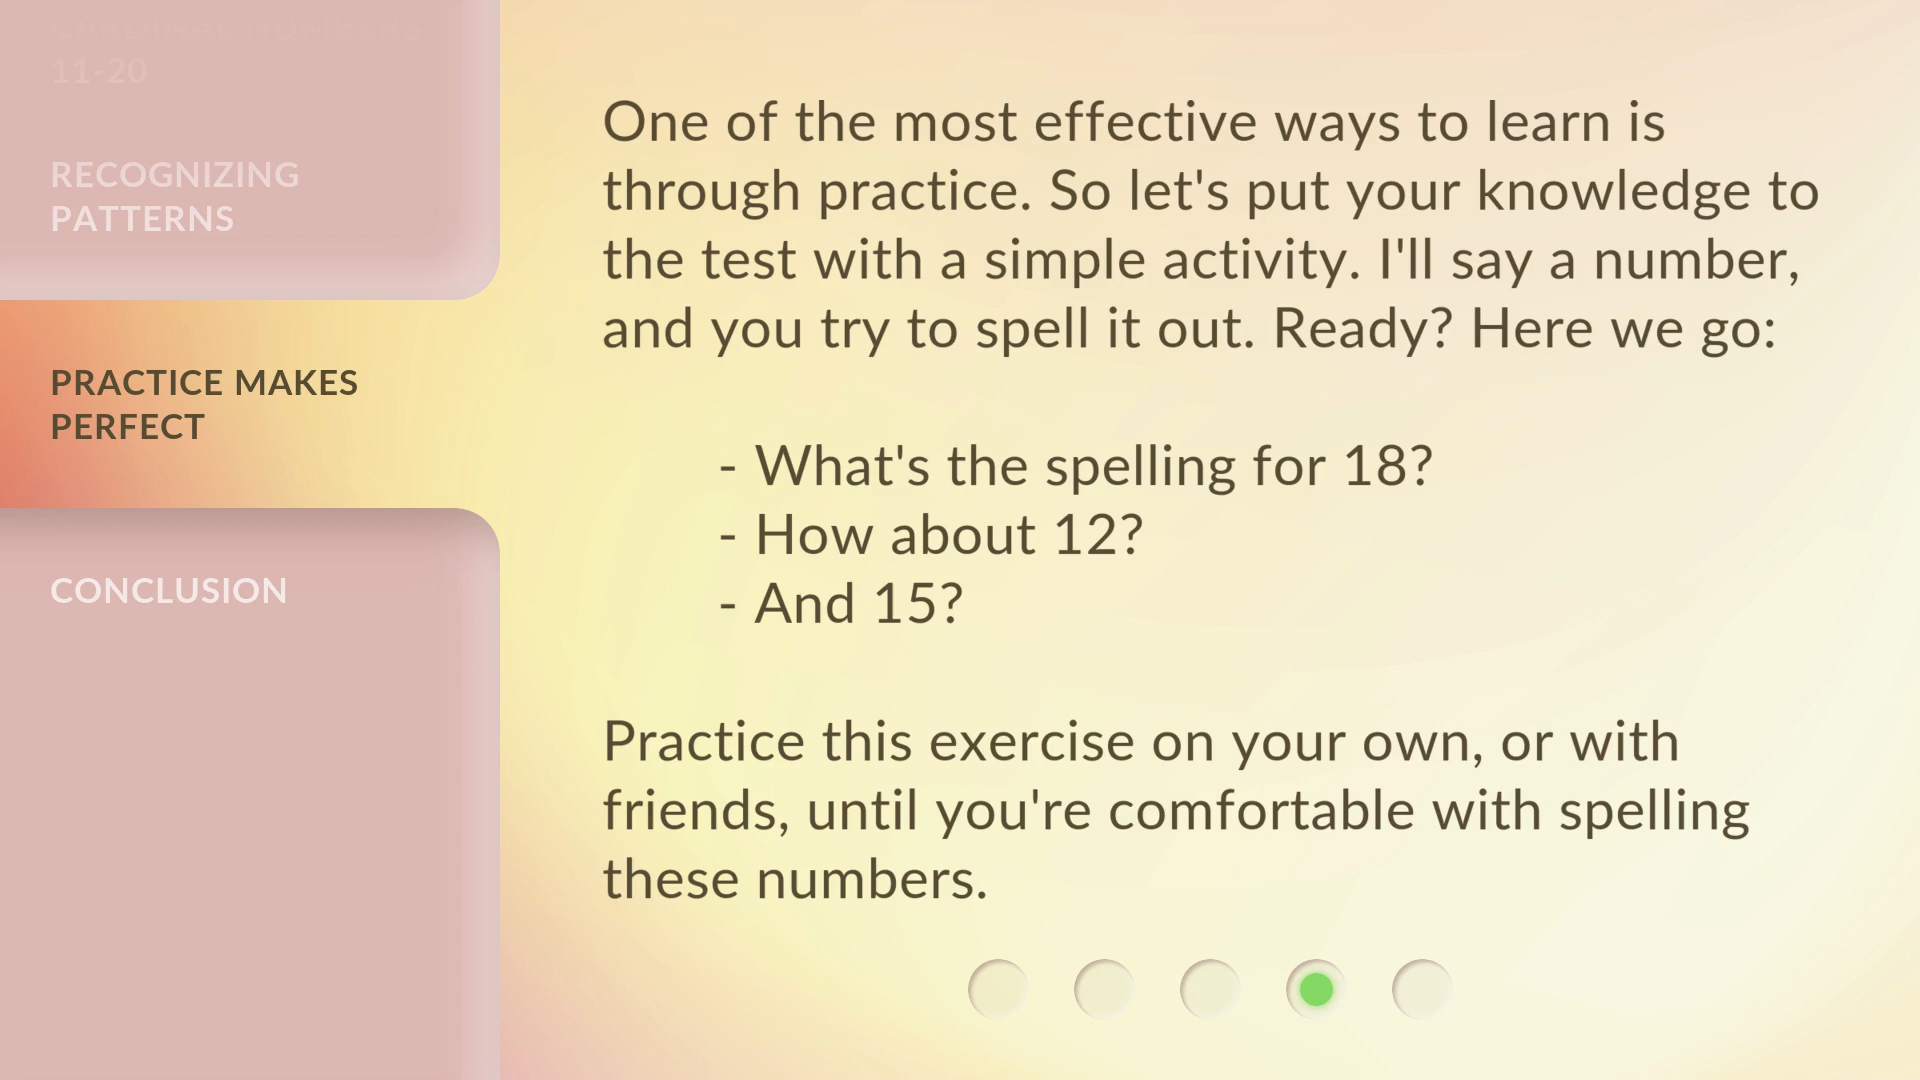 CARDINAL NUMBERS
11-20
RECOGNIZING
PATTERNS
PRACTICE MAKES
PERFECT
CONCLUSION
One of the most effective ways to learn is
through practice. So let's put your knowledge to
the test with a simple activity. I'll say a number,
and you try to spell it out. Ready? Here we go:
- What's the spelling for 18?
- How about 12?
- And 15?
Practice this exercise on your own, or with
friends, until you're comfortable with spelling
these numbers.